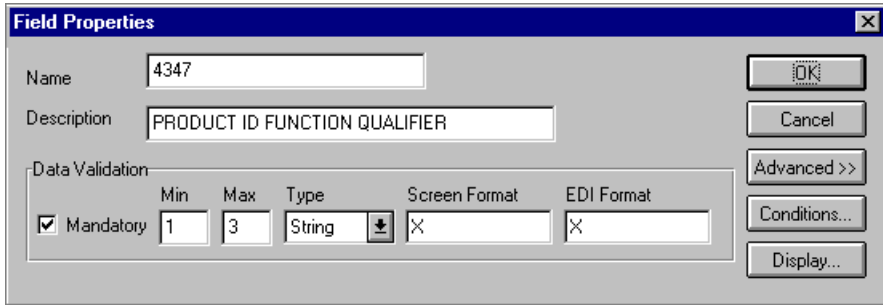 Field Properties
Name 4347 OK
Description PRODUCT ID FUNCTION QUALIFIER Cancel
Data Validation Advanced >>
Min Max Type Screen Format EDI Format
Mandatory 1 3 String X X Conditions...
Display...